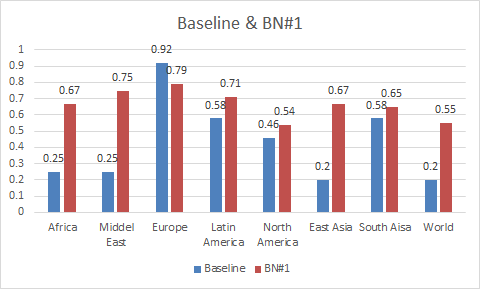 Baseline & BN#1
1
0.9
0.8
0.7
0.6
0.5
0.4
0.3
0.2
0.1
0
0.25
0.67
0.25
0.75
0.92
0.79
0.58
0.71
0.46
0.54
0.2
0.67
0.58
0.65
0.2
0.55
Africa
Middel
East
Europe
Latin
America
North
America
East Asia
South Aisa
World
Baseline
BN#1